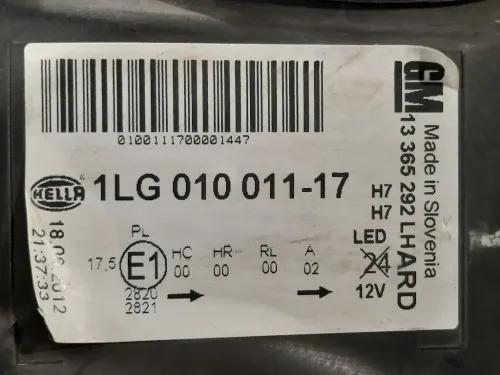 0100111700001447
HELLA
1LG 010 011-17
H7
H7
LED
24
12V
PL
17,5
E1
HC HR RL A
00 00 00 02
2820
2821
21:37:33
2012
GM
13 365 292 LHARD
Made in Slovenia